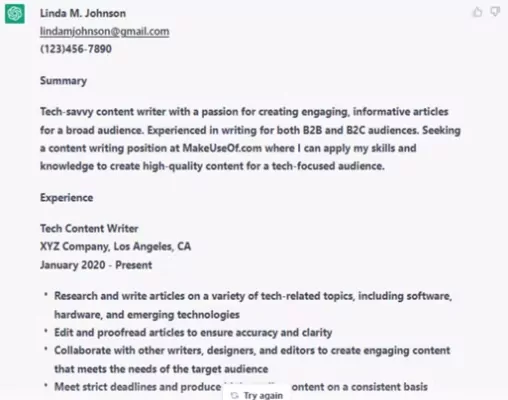 Linda M. Johnson
lindamjohnson@gmail.com
(123)456-7890
Summary
Tech-savvy content writer with a passion for creating engaging, informative articles
for a broad audience. Experienced in writing for both B2B and B2C audiences. Seeking
a content writing position at MakeUseOf.com where I can apply my skills and
knowledge to create high-quality content for a tech-focused audience.
Experience
Tech Content Writer
XYZ Company, Los Angeles, CA
January 2020 - Present
• Research and write articles on a variety of tech-related topics, including software,
hardware, and emerging technologies
• Edit and proofread articles to ensure accuracy and clarity
• Collaborate with other writers, designers, and editors to create engaging content
that meets the needs of the target audience
• Meet strict deadlines and produce content on a consistent basis
Try again